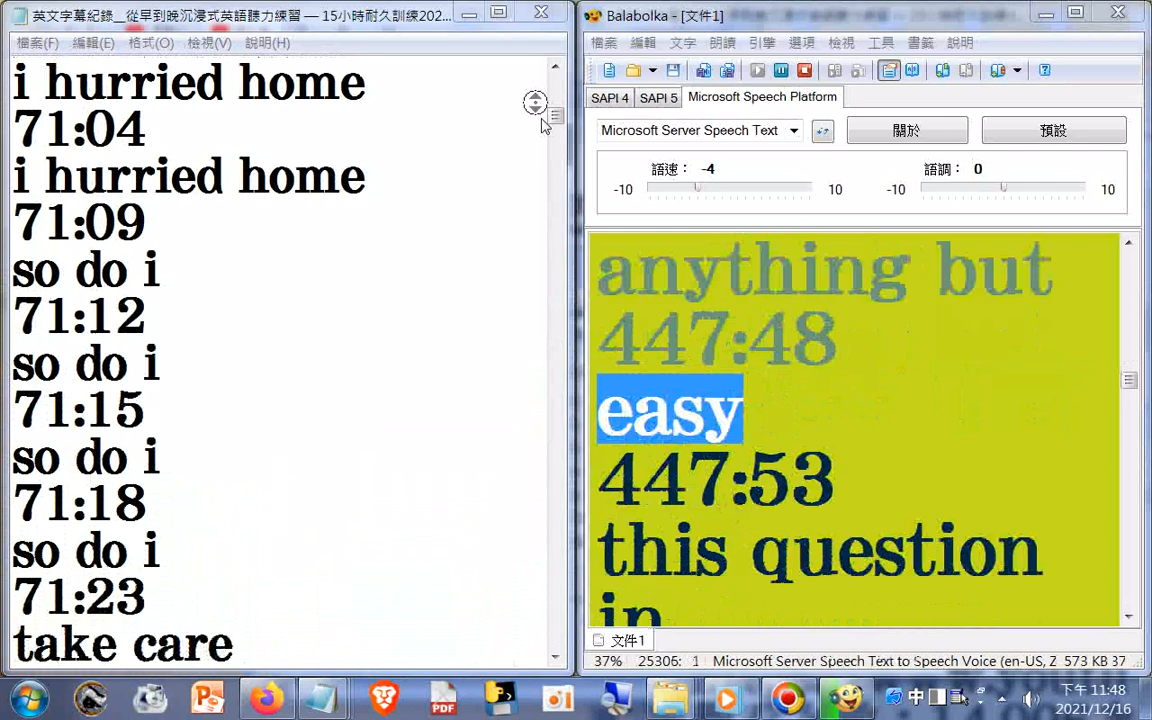 英文字幕紀錄__從早到晚沉浸式英語聽力練習 — 15小時耐久訓練202...
檔案(F) 編輯(E) 格式(O) 檢視(V) 說明(H)
i hurried home
71:04
i hurried home
71:09
so do i
71:12
so do i
71:15
so do i
71:18
so do i
71:23
take care
Balabolka - [文件1]
檔案 編輯 文字 朗讀 引擎 選項 檢視 工具 書籤 說明
SAPI 4 SAPI 5 Microsoft Speech Platform
Microsoft Server Speech Text 關於 預設
語速： -4 語調： 0
-10 10 -10 10
anything but
447:48
easy
447:53
this question
in
文件1
37% 25306: 1 Microsoft Server Speech Text to Speech Voice (en-US, Z 573 KB 37
PDF 中 下午 11:48
2021/12/16